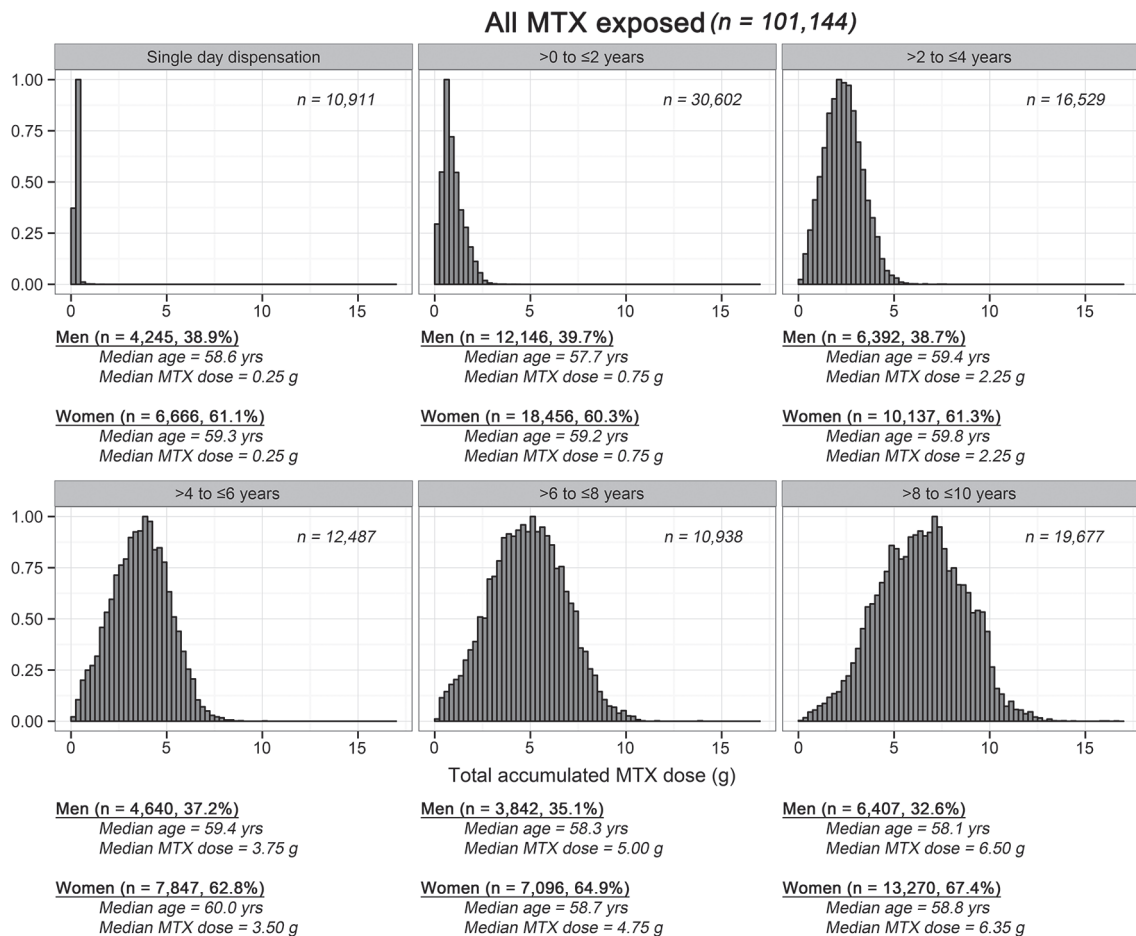 All MTX exposed (n = 101,144)
Single day dispensation
>0 to ≤2 years
>2 to ≤4 years
n = 10,911
n = 30,602
n = 16,529
1.00
0.75
0.50
0.25
0.00
0 5 10 15
0 5 10 15
0 5 10 15
Men (n = 4,245, 38.9%)
Median age = 58.6 yrs
Median MTX dose = 0.25 g
Women (n = 6,666, 61.1%)
Median age = 59.3 yrs
Median MTX dose = 0.25 g
Men (n = 12,146, 39.7%)
Median age = 57.7 yrs
Median MTX dose = 0.75 g
Women (n = 18,456, 60.3%)
Median age = 59.2 yrs
Median MTX dose = 0.75 g
Men (n = 6,392, 38.7%)
Median age = 59.4 yrs
Median MTX dose = 2.25 g
Women (n = 10,137, 61.3%)
Median age = 59.8 yrs
Median MTX dose = 2.25 g
>4 to ≤6 years
>6 to ≤8 years
>8 to ≤10 years
n = 12,487
n = 10,938
n = 19,677
1.00
0.75
0.50
0.25
0.00
0 5 10 15
0 5 10 15
0 5 10 15
Total accumulated MTX dose (g)
Men (n = 4,640, 37.2%)
Median age = 59.4 yrs
Median MTX dose = 3.75 g
Women (n = 7,847, 62.8%)
Median age = 60.0 yrs
Median MTX dose = 3.50 g
Men (n = 3,842, 35.1%)
Median age = 58.3 yrs
Median MTX dose = 5.00 g
Women (n = 7,096, 64.9%)
Median age = 58.7 yrs
Median MTX dose = 4.75 g
Men (n = 6,407, 32.6%)
Median age = 58.1 yrs
Median MTX dose = 6.50 g
Women (n = 13,270, 67.4%)
Median age = 58.8 yrs
Median MTX dose = 6.35 g